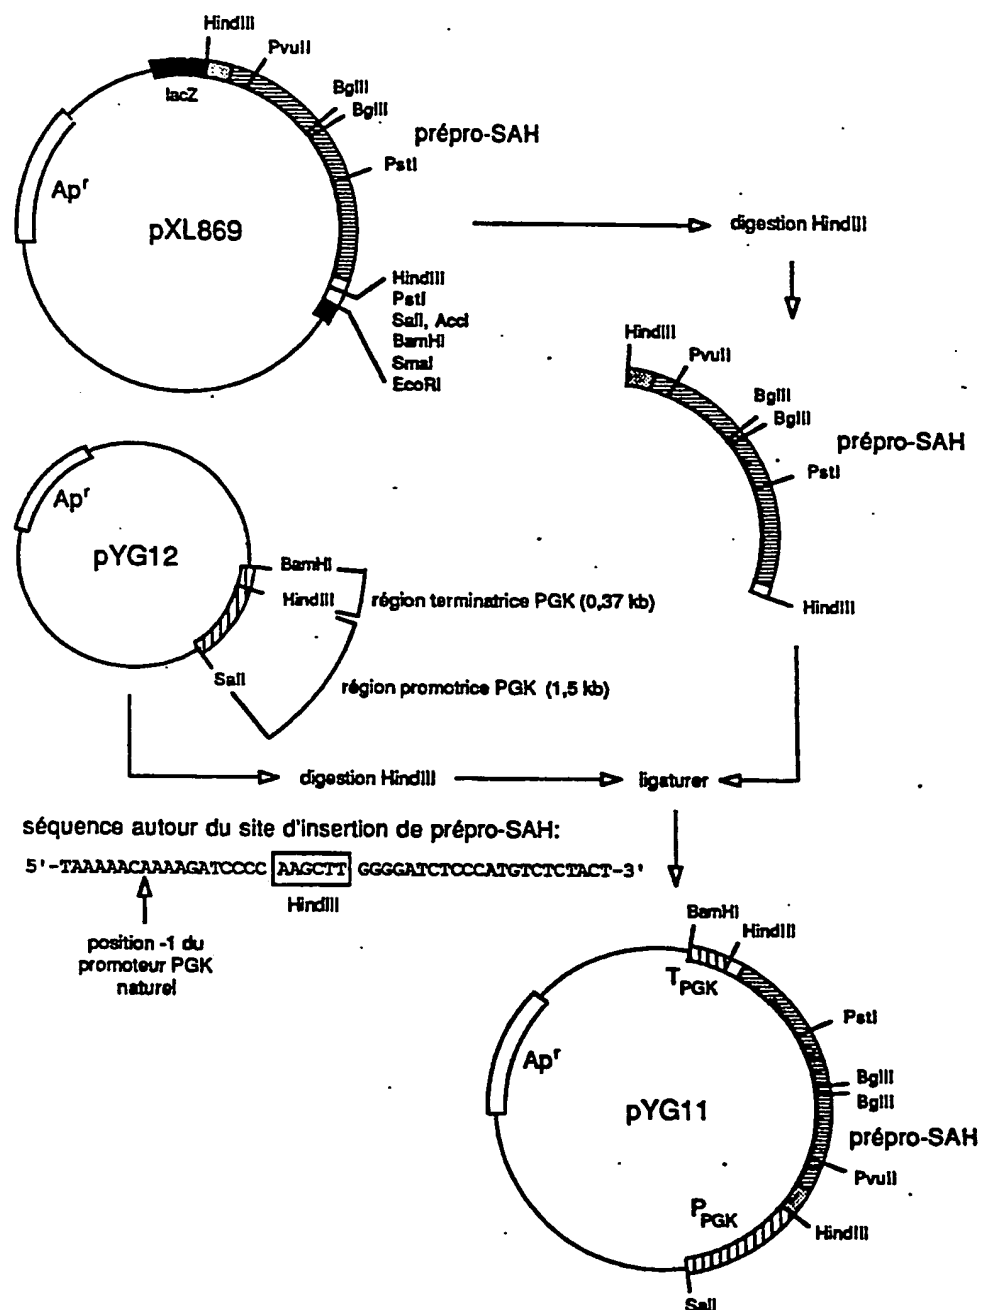 HindIII
PvuII
BglII
BglII
prépro-SAH
PstI
lacZ
Ap^r
pXL869
HindIII
PstI
SalI, AccI
BamHI
SmaI
EcoRI
digestion HindIII
HindIII
PvuII
BglII
BglII
prépro-SAH
PstI
HindIII
Ap^r
pYG12
BamHI
HindIII
SalI
région terminatrice PGK (0,37 kb)
région promotrice PGK (1,5 kb)
digestion HindIII
ligaturer
séquence autour du site d'insertion de prépro-SAH:
5'-TAAAAACAAAAGATCCCC AAGCTT GGGGATCTCCCATGTCTCTACT-3'
HindIII
position -1 du
promoteur PGK
naturel
BamHI
HindIII
T_PGK
PstI
BglII
BglII
Ap^r
pYG11
prépro-SAH
PvuII
P_PGK
HindIII
SalI